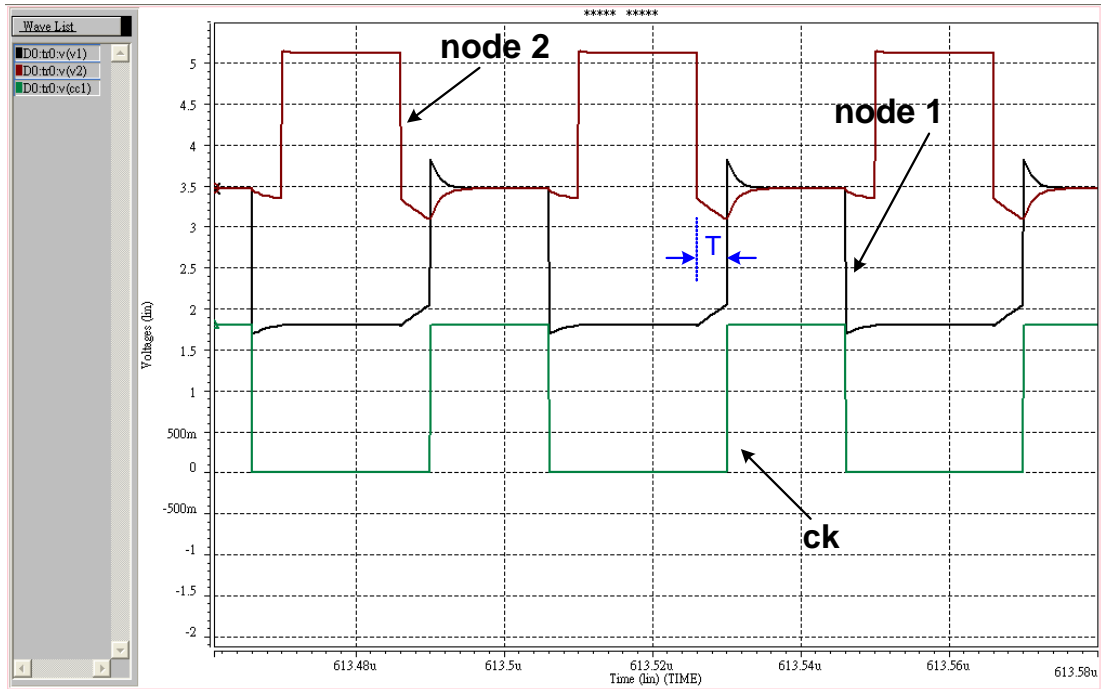 ***** *****
Wave List
D0:tr0:v(v1)
D0:tr0:v(v2)
D0:tr0:v(cc1)
node 2
node 1
T
ck
Voltages (lin)
5
4.5
4
3.5
3
2.5
2
1.5
1
500m
0
-500m
-1
-1.5
-2
613.48u
613.5u
613.52u
613.54u
613.56u
613.58u
Time (lin) (TIME)